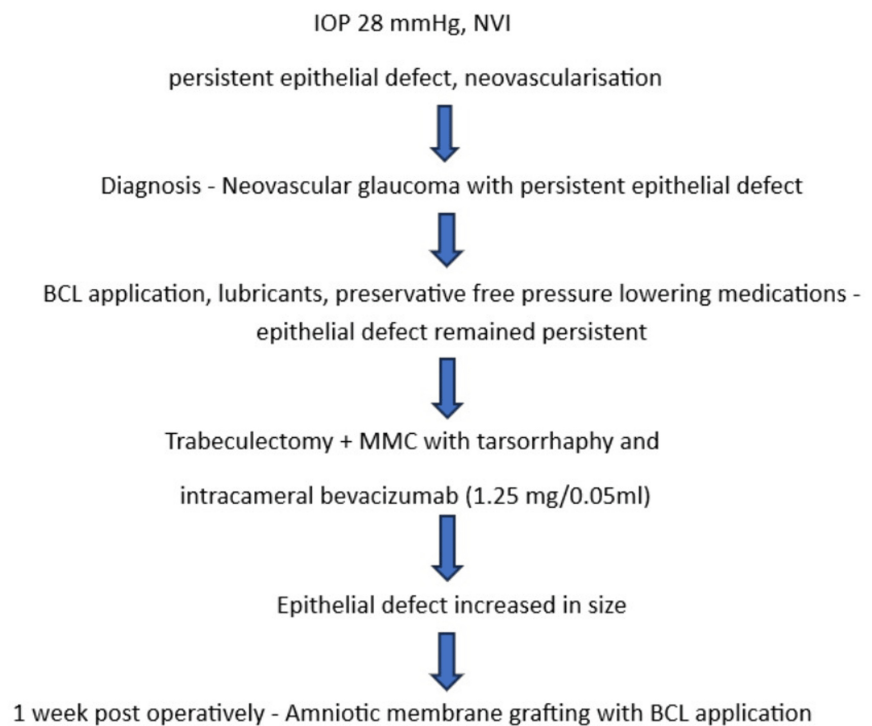 IOP 28 mmHg, NVI
persistent epithelial defect, neovascularisation
Diagnosis - Neovascular glaucoma with persistent epithelial defect
BCL application, lubricants, preservative free pressure lowering medications -
epithelial defect remained persistent
Trabeculectomy + MMC with tarsorrhaphy and
intracameral bevacizumab (1.25 mg/0.05ml)
Epithelial defect increased in size
1 week post operatively - Amniotic membrane grafting with BCL application